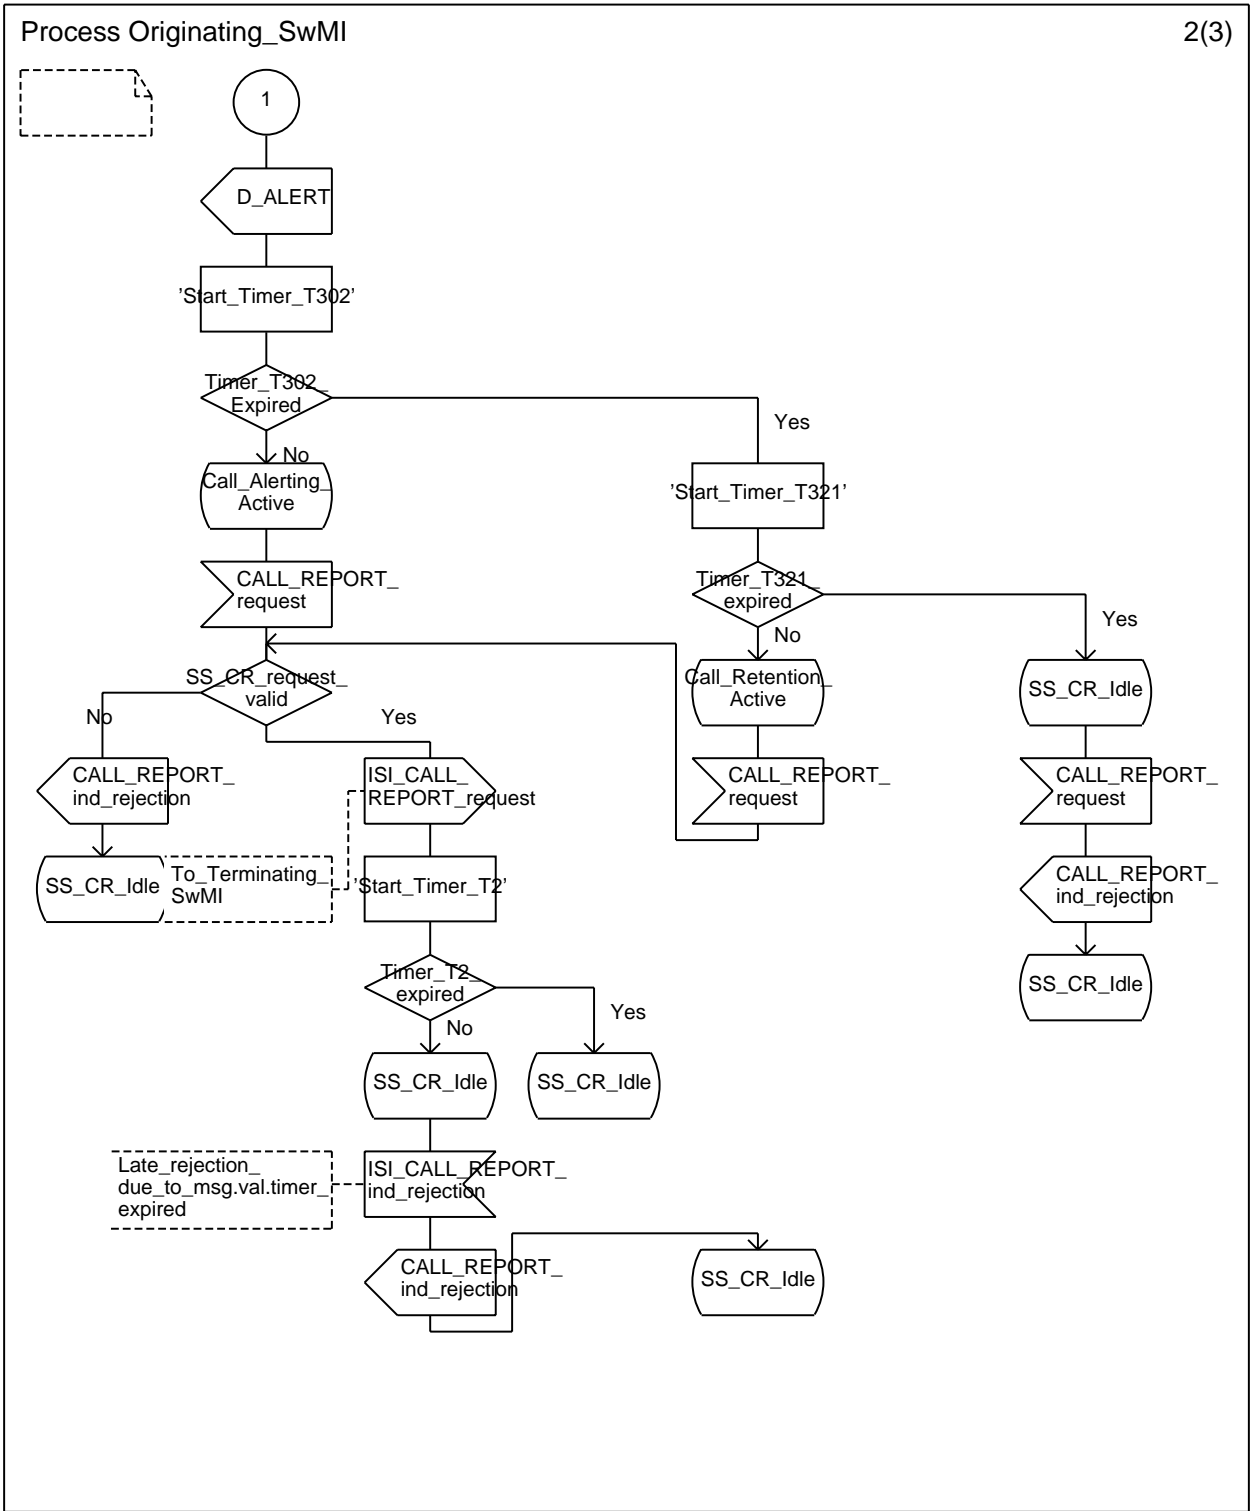 Process Originating_SwMI
2(3)
1
D_ALERT
'Start_Timer_T302'
Timer_T302_
Expired
Yes
No
Call_Alerting_
Active
'Start_Timer_T321'
CALL_REPORT_
request
Timer_T321_
expired
Yes
No
SS_CR_request_
valid
Call_Retention_
Active
SS_CR_Idle
No
Yes
CALL_REPORT_
ind_rejection
ISI_CALL_
REPORT_request
CALL_REPORT_
request
CALL_REPORT_
request
SS_CR_Idle
To_Terminating_
SwMI
'Start_Timer_T2'
CALL_REPORT_
ind_rejection
Timer_T2_
expired
SS_CR_Idle
Yes
No
SS_CR_Idle
SS_CR_Idle
Late_rejection_
due_to_msg.val.timer_
expired
ISI_CALL_REPORT_
ind_rejection
CALL_REPORT_
ind_rejection
SS_CR_Idle